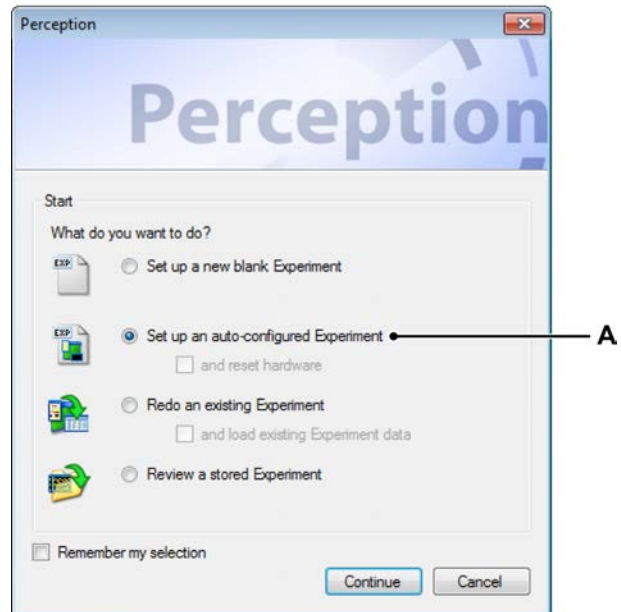 Perception
Perception
Start
What do you want to do?
EXP
Set up a new blank Experiment
EXP
Set up an auto-configured Experiment
A
and reset hardware
Redo an existing Experiment
and load existing Experiment data
Review a stored Experiment
Remember my selection
Continue
Cancel